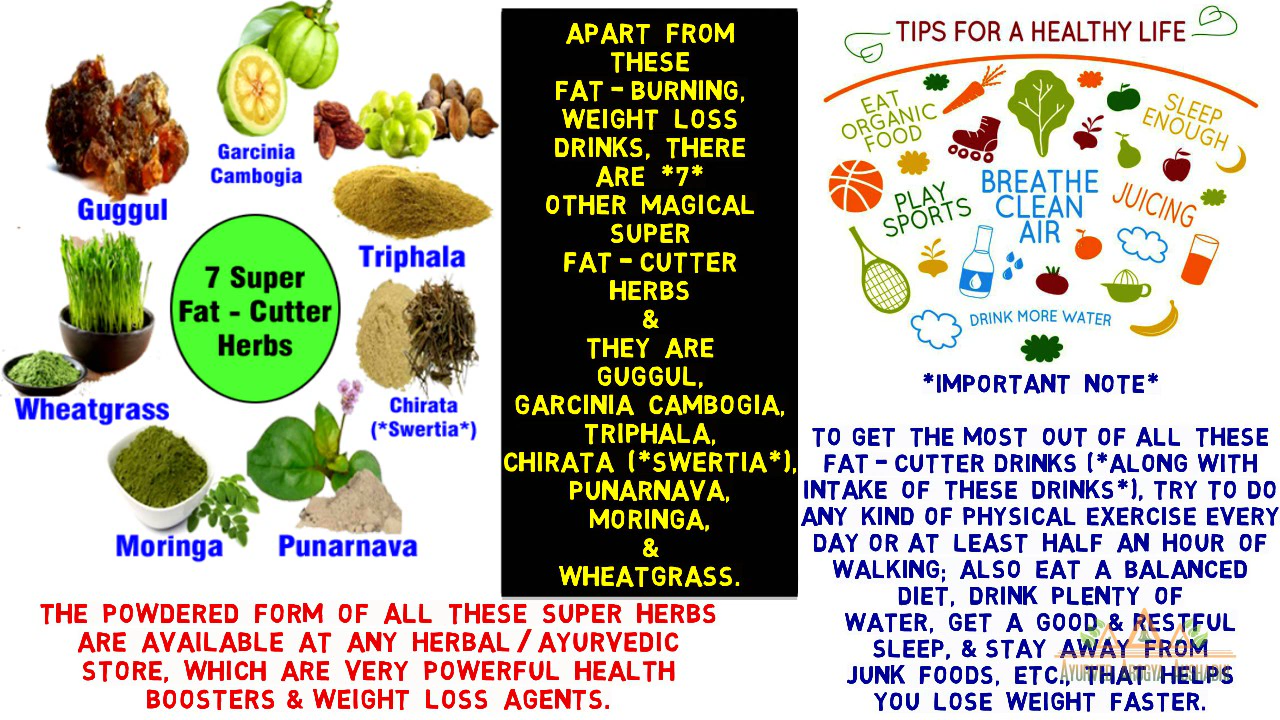 Garcinia
Cambogia
Guggul
Triphala
7 Super
Fat - Cutter
Herbs
Wheatgrass
Chirata
(*Swertia*)
Moringa
Punarnava
THE POWDERED FORM OF ALL THESE SUPER HERBS
ARE AVAILABLE AT ANY HERBAL / AYURVEDIC
STORE, WHICH ARE VERY POWERFUL HEALTH
BOOSTERS & WEIGHT LOSS AGENTS.
APART FROM
THESE
FAT - BURNING,
WEIGHT LOSS
DRINKS, THERE
ARE *7*
OTHER MAGICAL
SUPER
FAT - CUTTER
HERBS
&
THEY ARE
GUGGUL,
GARCINIA CAMBOGIA,
TRIPHALA,
CHIRATA (*SWERTIA*),
PUNARNAVA,
MORINGA,
&
WHEATGRASS.
TIPS FOR A HEALTHY LIFE
EAT
ORGANIC
FOOD
SLEEP
ENOUGH
PLAY
SPORTS
BREATHE
CLEAN
AIR
JUICING
DRINK MORE WATER
*IMPORTANT NOTE*
TO GET THE MOST OUT OF ALL THESE
FAT - CUTTER DRINKS (*ALONG WITH
INTAKE OF THESE DRINKS*), TRY TO DO
ANY KIND OF PHYSICAL EXERCISE EVERY
DAY OR AT LEAST HALF AN HOUR OF
WALKING; ALSO EAT A BALANCED
DIET, DRINK PLENTY OF
WATER, GET A GOOD & RESTFUL
SLEEP, & STAY AWAY FROM
JUNK FOODS, ETC., THAT HELPS
YOU LOSE WEIGHT FASTER.